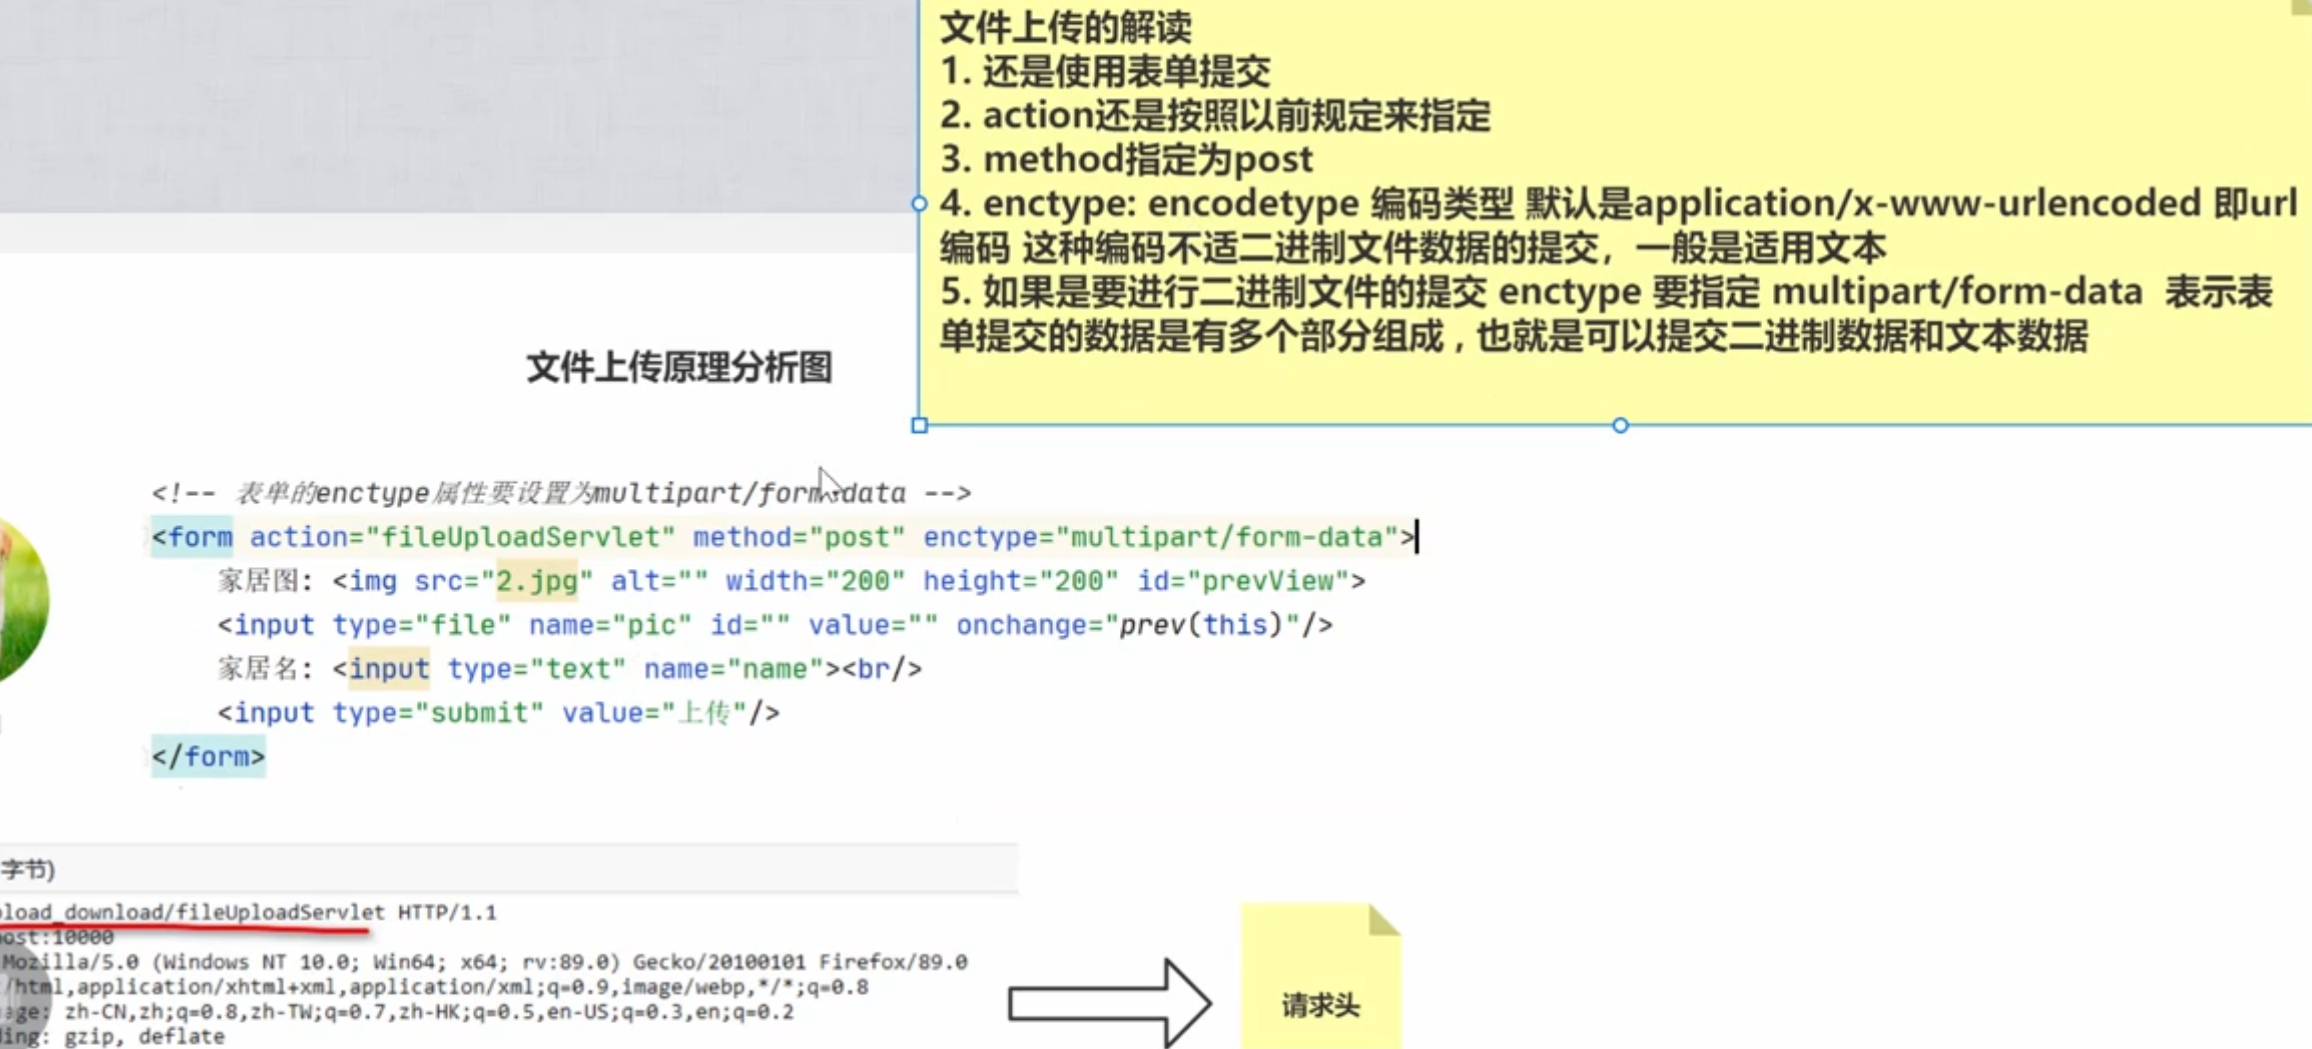 文件上传的解读
1. 还是使用表单提交
2. action还是按照以前规定来指定
3. method指定为post
4. enctype: encodetype 编码类型 默认是application/x-www-urlencoded 即url
编码 这种编码不适二进制文件数据的提交，一般是适用文本
5. 如果是要进行二进制文件的提交 enctype 要指定 multipart/form-data 表示表
单提交的数据是有多个部分组成，也就是可以提交二进制数据和文本数据
文件上传原理分析图
<!-- 表单的enctype属性要设置为multipart/form-data -->
<form action="fileUploadServlet" method="post" enctype="multipart/form-data">
家居图: <img src="2.jpg" alt="" width="200" height="200" id="prevView">
<input type="file" name="pic" id="" value="" onchange="prev(this)"/>
家居名: <input type="text" name="name"><br/>
<input type="submit" value="上传"/>
</form>
字节)
load_download/fileUploadServlet HTTP/1.1
ost:10000
Mozilla/5.0 (Windows NT 10.0; Win64; x64; rv:89.0) Gecko/20100101 Firefox/89.0
/html,application/xhtml+xml,application/xml;q=0.9,image/webp,*/*;q=0.8
age: zh-CN,zh;q=0.8,zh-TW;q=0.7,zh-HK;q=0.5,en-US;q=0.3,en;q=0.2
ing: gzip, deflate
请求头